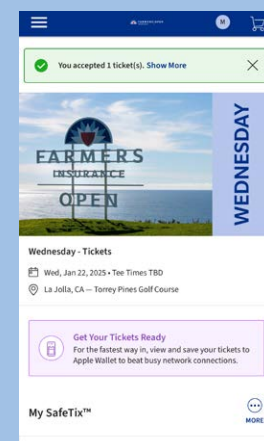 M
You accepted 1 ticket(s). Show More
FARMERS
INSURANCE
OPEN
WEDNESDAY
Wednesday - Tickets
Wed, Jan 22, 2025 • Tee Times TBD
La Jolla, CA — Torrey Pines Golf Course
Get Your Tickets Ready
For the fastest way in, view and save your tickets to
Apple Wallet to beat busy network connections.
My SafeTix™
MORE